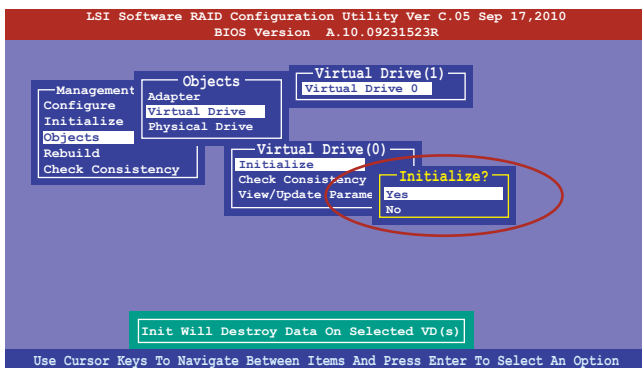 LSI Software RAID Configuration Utility Ver C.05 Sep 17,2010
BIOS Version A.10.09231523R
Management
Configure
Initialize
Objects
Rebuild
Check Consistency
Objects
Adapter
Virtual Drive
Physical Drive
Virtual Drive(1)
Virtual Drive 0
Virtual Drive(0)
Initialize
Check Consistency
View/Update Parame
Initialize?
Yes
No
Init Will Destroy Data On Selected VD(s)
Use Cursor Keys To Navigate Between Items And Press Enter To Select An Option